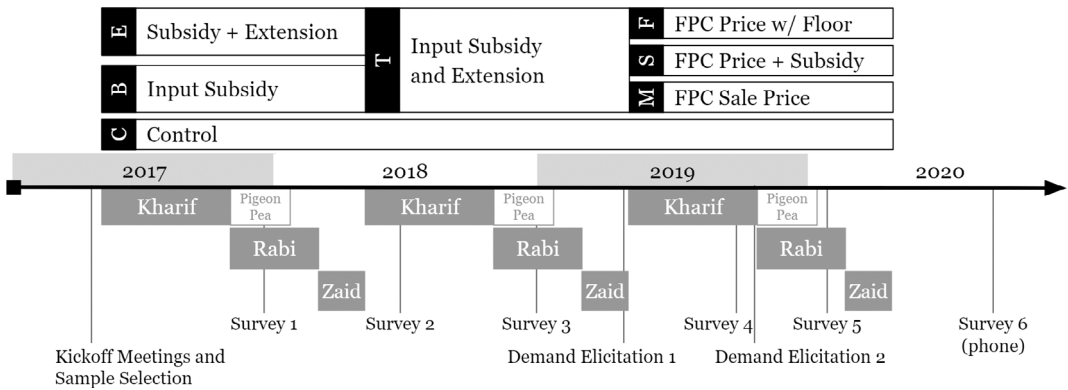 E
Subsidy + Extension
B
Input Subsidy
T
Input Subsidy
and Extension
F
FPC Price w/ Floor
S
FPC Price + Subsidy
M
FPC Sale Price
C
Control
2017
2018
2019
2020
Kharif
Pigeon
Pea
Kharif
Pigeon
Pea
Kharif
Pigeon
Pea
Rabi
Rabi
Rabi
Zaid
Zaid
Zaid
Survey 1
Survey 2
Survey 3
Survey 4
Survey 5
Survey 6
(phone)
Kickoff Meetings and
Sample Selection
Demand Elicitation 1
Demand Elicitation 2